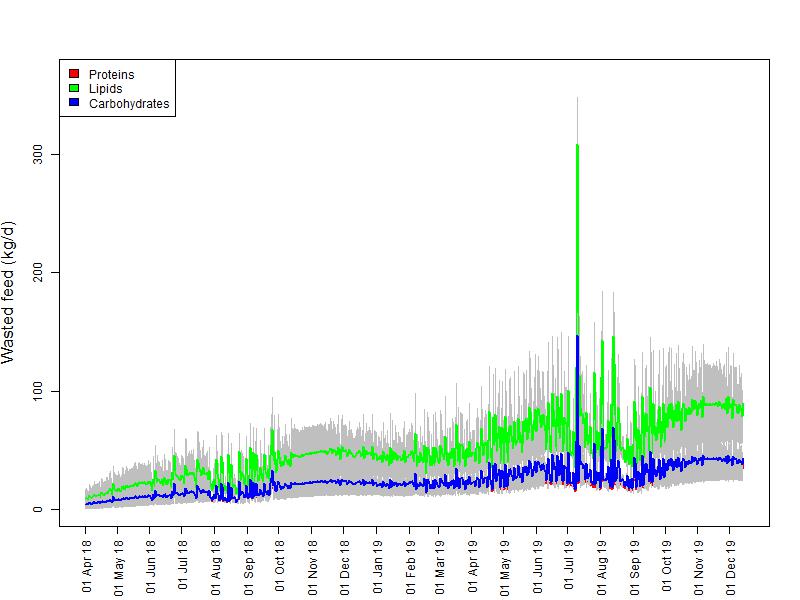 Proteins
Lipids
Carbohydrates
Wasted feed (kg/d)
300
200
100
0
01 Apr 18
01 May 18
01 Jun 18
01 Jul 18
01 Aug 18
01 Sep 18
01 Oct 18
01 Nov 18
01 Dec 18
01 Jan 19
01 Feb 19
01 Mar 19
01 Apr 19
01 May 19
01 Jun 19
01 Jul 19
01 Aug 19
01 Sep 19
01 Oct 19
01 Nov 19
01 Dec 19